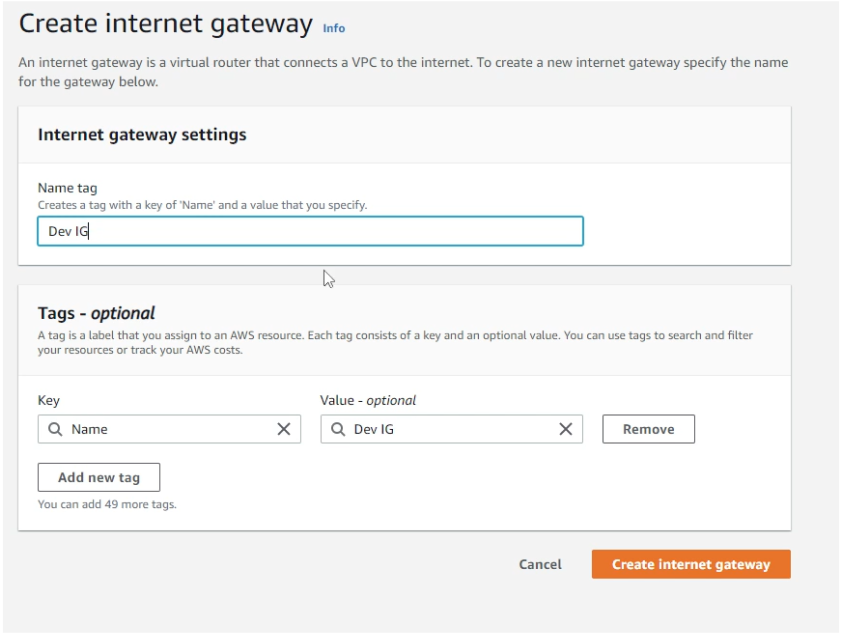 Create internet gateway Info
An internet gateway is a virtual router that connects a VPC to the internet. To create a new internet gateway specify the name
for the gateway below.
Internet gateway settings
Name tag
Creates a tag with a key of 'Name' and a value that you specify.
Dev IG
Tags - optional
A tag is a label that you assign to an AWS resource. Each tag consists of a key and an optional value. You can use tags to search and filter
your resources or track your AWS costs.
Key Value - optional
Name Dev IG Remove
Add new tag
You can add 49 more tags.
Cancel Create internet gateway